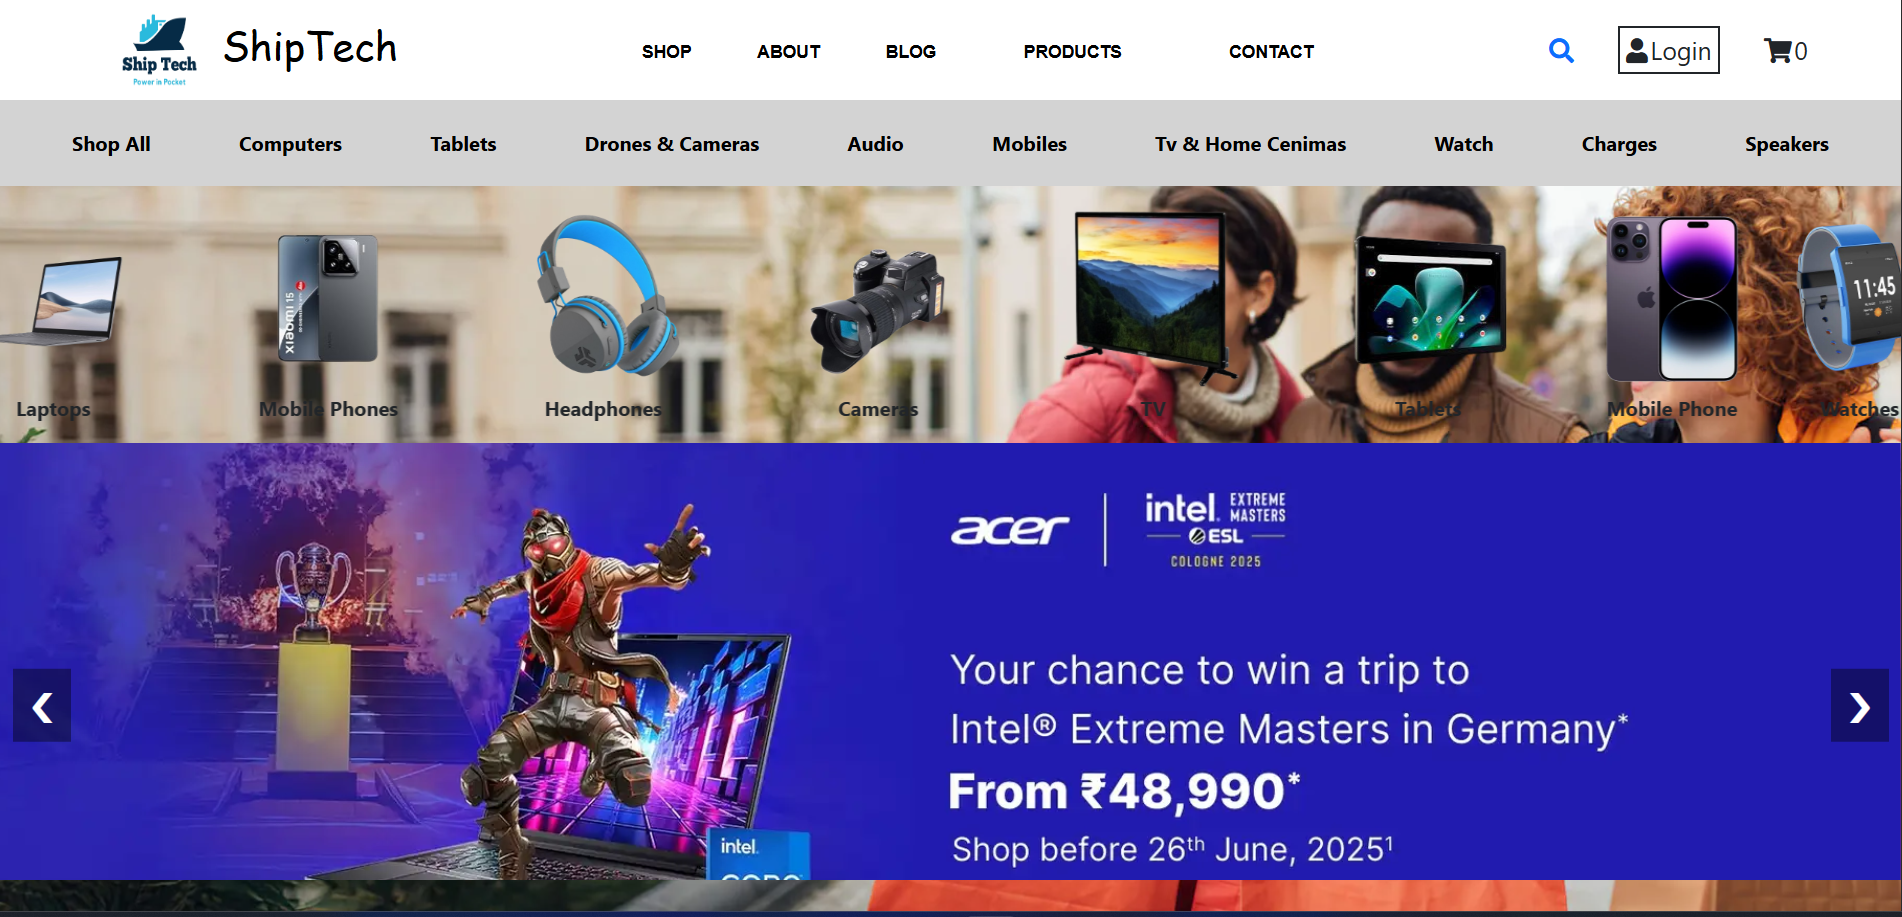 Ship Tech
Power in Pocket
ShipTech
SHOP ABOUT BLOG PRODUCTS CONTACT
Login
0
Shop All Computers Tablets Drones & Cameras Audio Mobiles Tv & Home Cenimas Watch Charges Speakers
xiaomi 15
11:45
Laptops Mobile Phones Headphones Cameras TV Tablets Mobile Phone Watches
acer
intel. EXTREME MASTERS
ESL
COLOGNE 2025
Your chance to win a trip to
Intel® Extreme Masters in Germany*
From ₹48,990*
Shop before 26th June, 2025¹
intel.
CORE